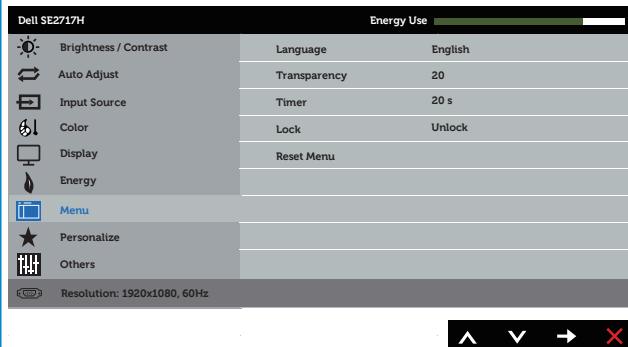 Dell SE2717H Energy Use
Brightness / Contrast
Auto Adjust
Input Source
Color
Display
Energy
Menu
Personalize
Others
Language English
Transparency 20
Timer 20 s
Lock Unlock
Reset Menu
Resolution: 1920x1080, 60Hz